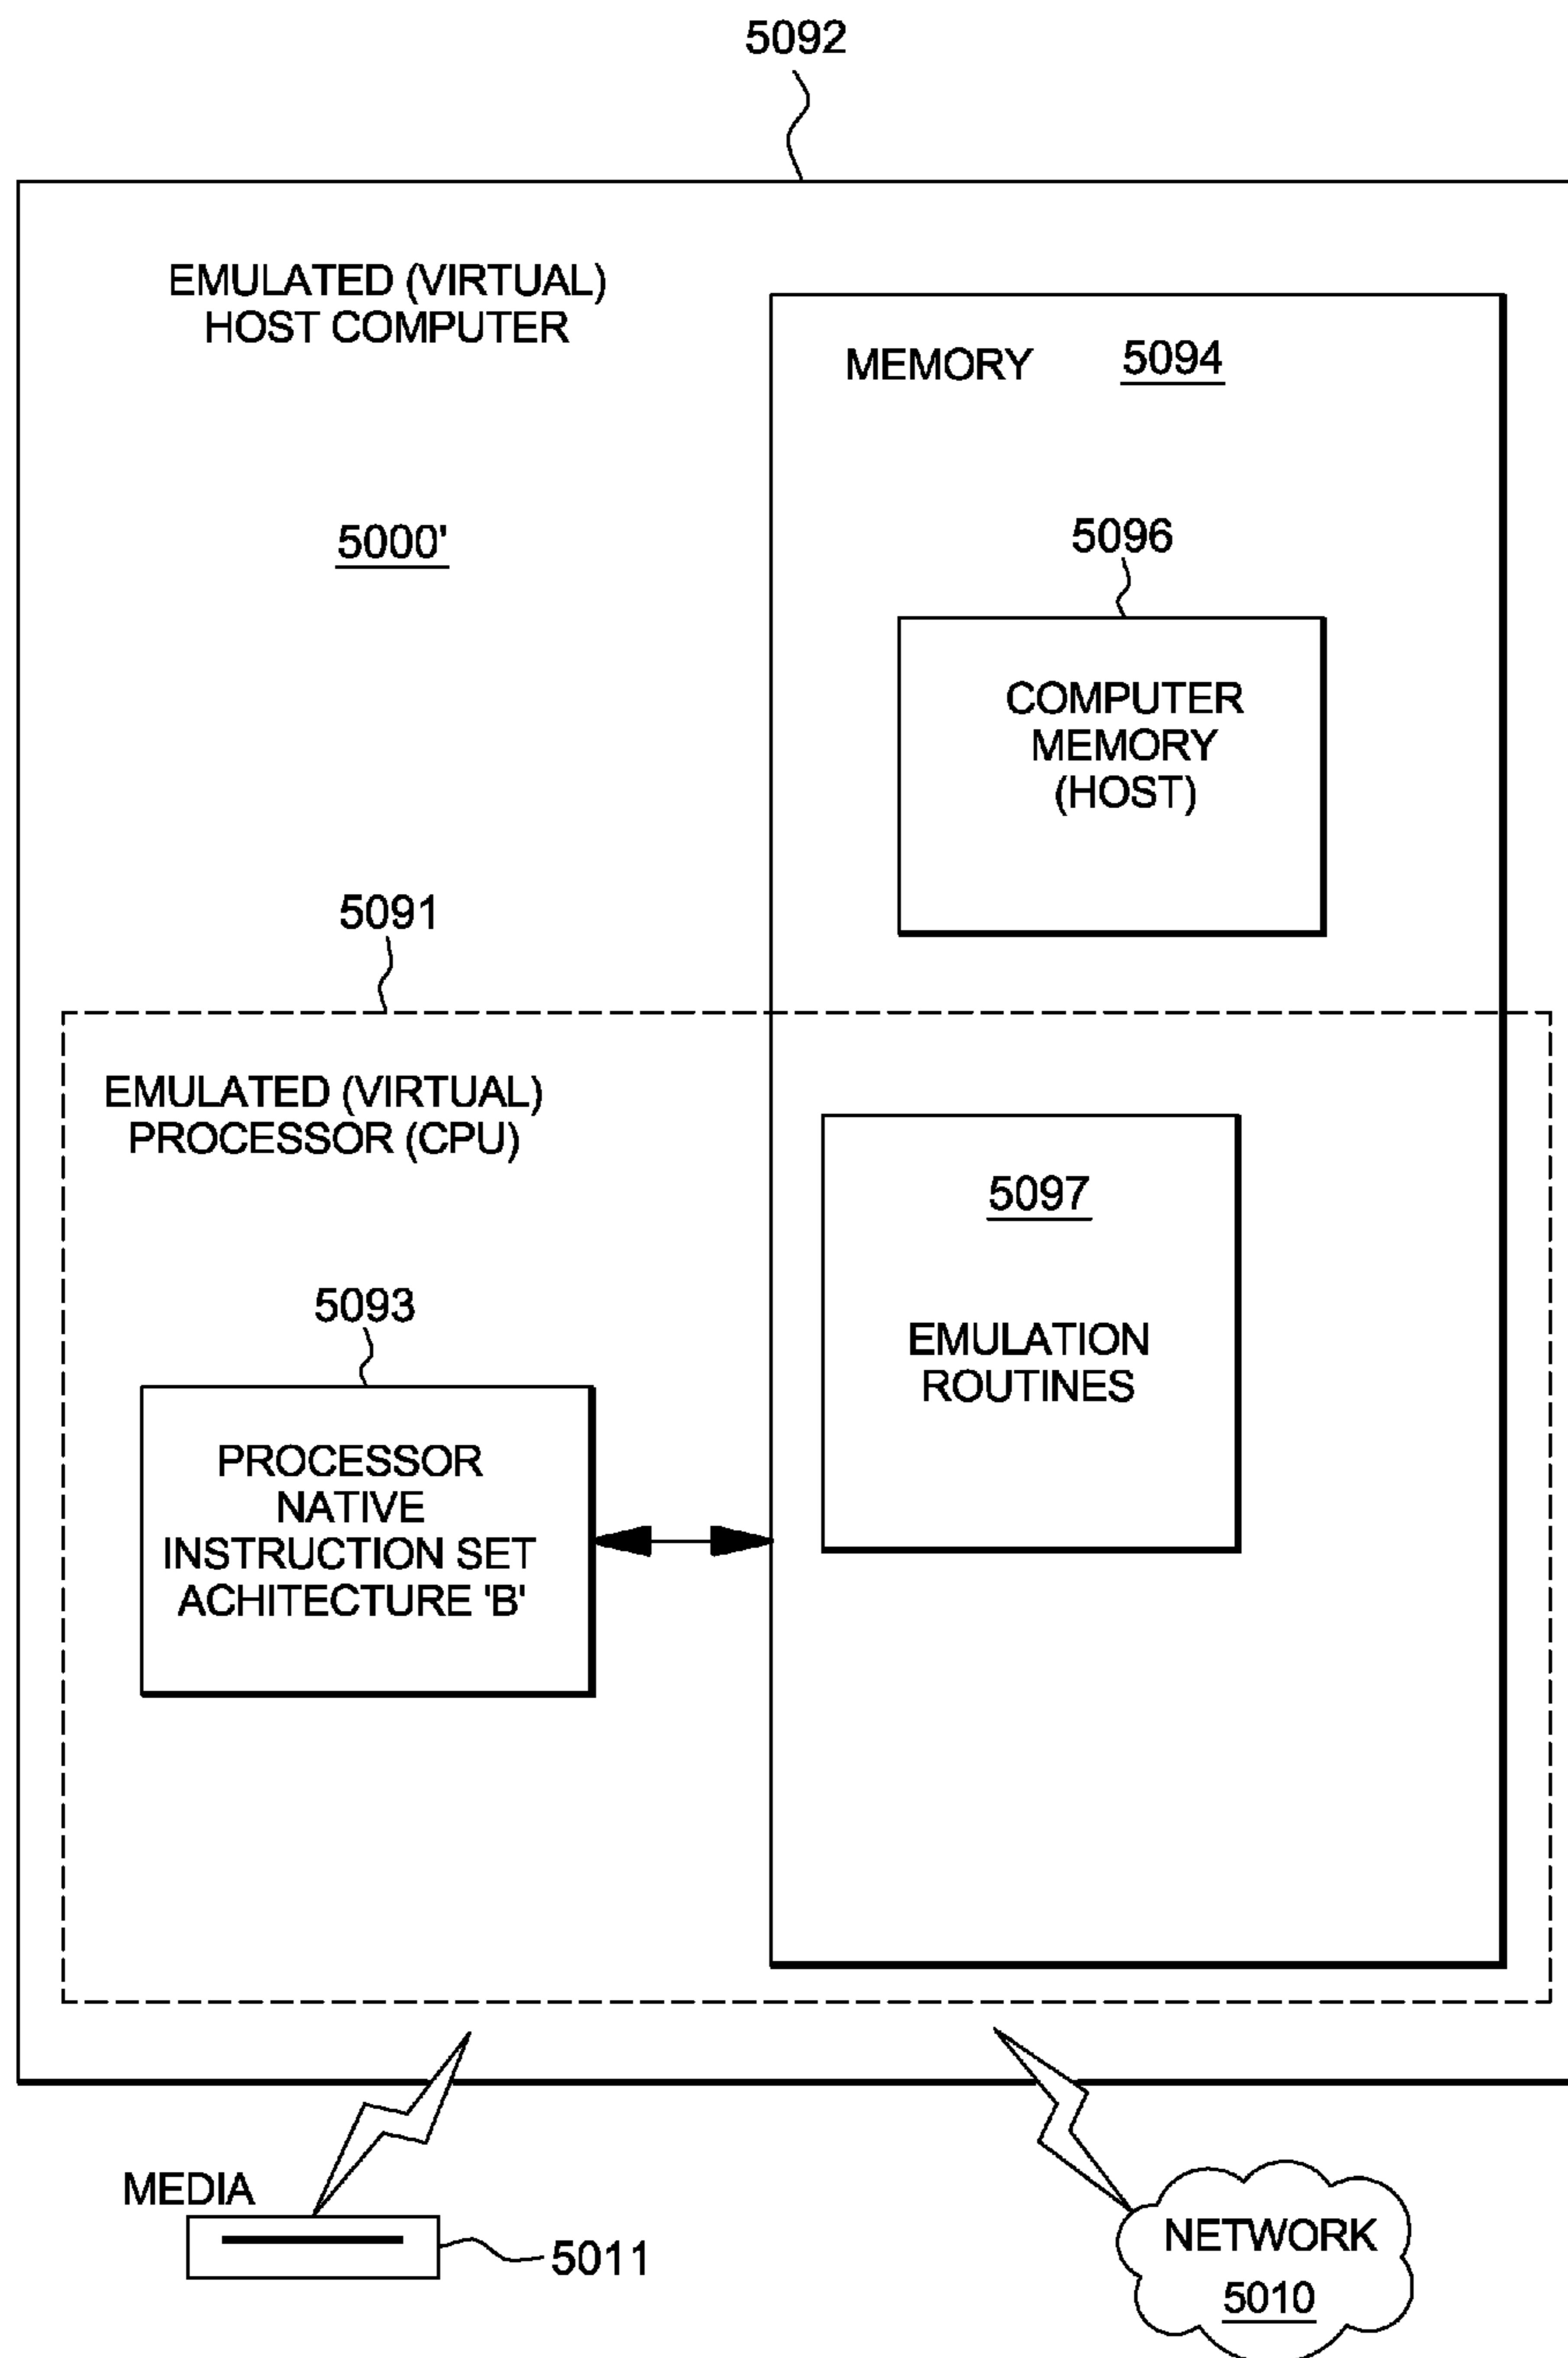 5092
EMULATED (VIRTUAL)
HOST COMPUTER
5000'
MEMORY 5094
5096
COMPUTER
MEMORY
(HOST)
5091
EMULATED (VIRTUAL)
PROCESSOR (CPU)
5093
PROCESSOR
NATIVE
INSTRUCTION SET
ACHITECTURE 'B'
5097
EMULATION
ROUTINES
MEDIA
5011
NETWORK
5010